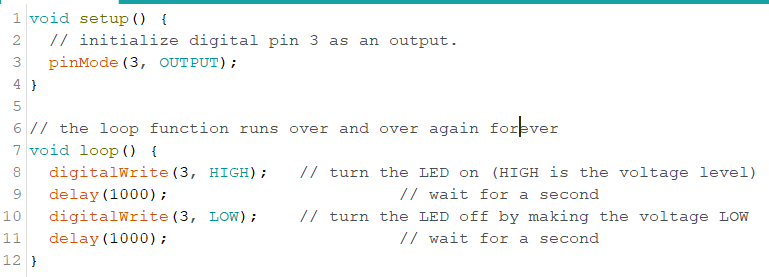 1 void setup() {
2   // initialize digital pin 3 as an output.
3   pinMode(3, OUTPUT);
4 }
5
6 // the loop function runs over and over again forever
7 void loop() {
8   digitalWrite(3, HIGH);   // turn the LED on (HIGH is the voltage level)
9   delay(1000);                       // wait for a second
10   digitalWrite(3, LOW);    // turn the LED off by making the voltage LOW
11   delay(1000);                       // wait for a second
12 }